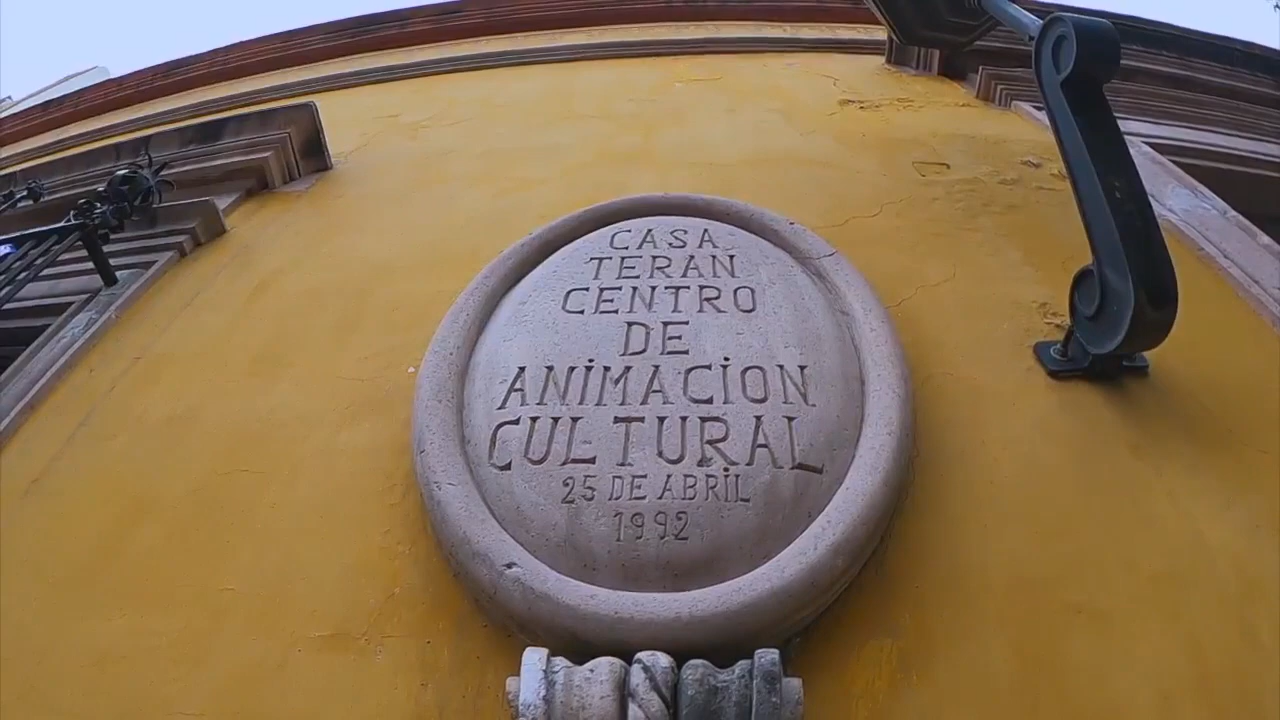 CASA
TERAN
CENTRO
DE
ANIMACION
CULTURAL
25 DE ABRIL
1992